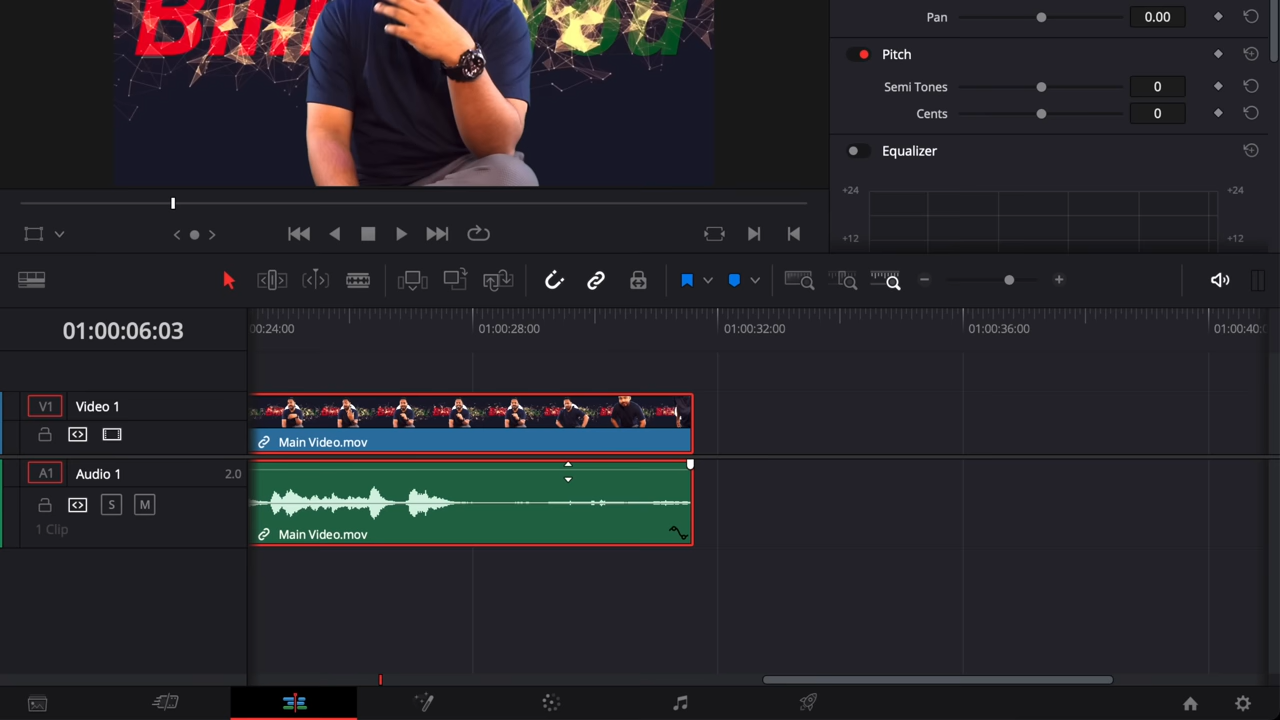 Pan
0.00
Pitch
Semi Tones
0
Cents
0
Equalizer
+24
+24
+12
+12
01:00:06:03
00:24:00
01:00:28:00
01:00:32:00
01:00:36:00
01:00:40:
V1
Video 1
Main Video.mov
A1
Audio 1
2.0
S
M
1 Clip
Main Video.mov